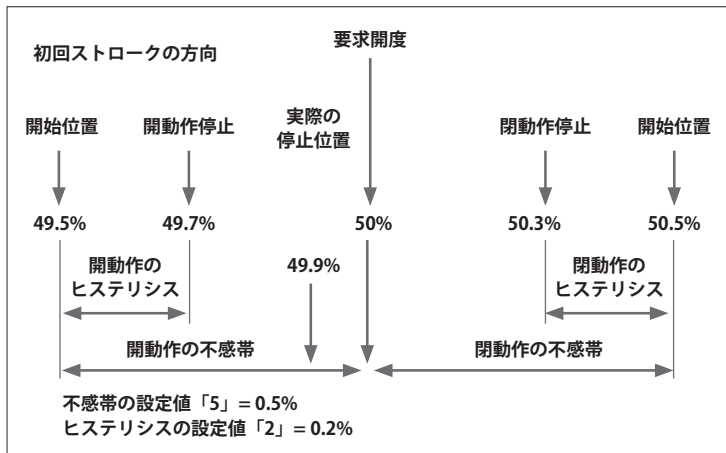 初回ストロークの方向
要求開度
開始位置
開動作停止
実際の
停止位置
閉動作停止
開始位置
49.5%
49.7%
50%
50.3%
50.5%
49.9%
開動作の
ヒステリシス
閉動作の
ヒステリシス
開動作の不感帯
閉動作の不感帯
不感帯の設定値「5」= 0.5%
ヒステリシスの設定値「2」= 0.2%